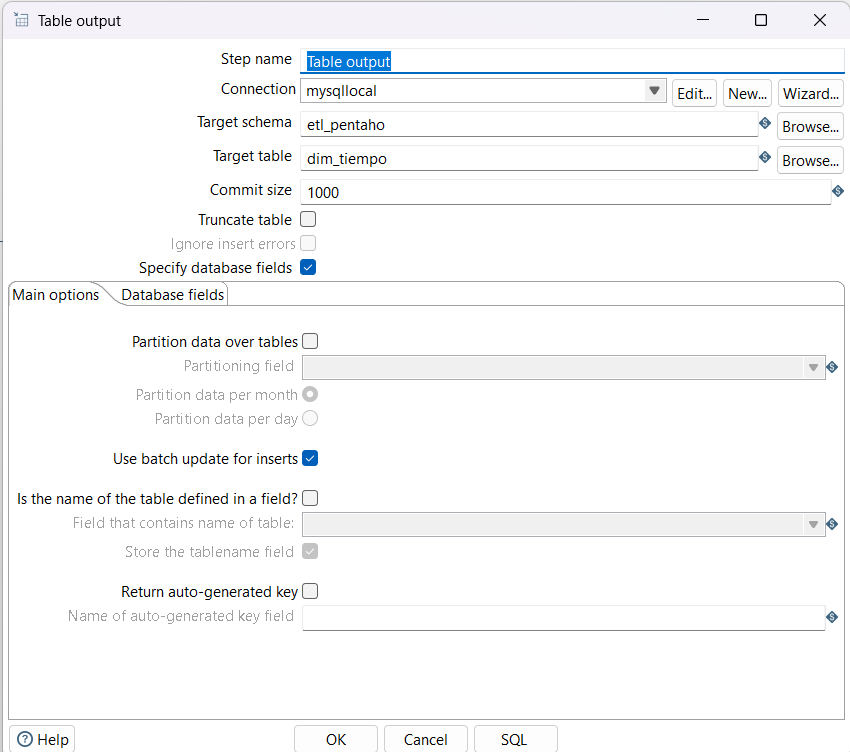 Table output
Step name Table output
Connection mysqllocal Edit... New... Wizard...
Target schema etl_pentaho Browse...
Target table dim_tiempo Browse...
Commit size 1000
Truncate table
Ignore insert errors
Specify database fields
Main options Database fields
Partition data over tables
Partitioning field
Partition data per month
Partition data per day
Use batch update for inserts
Is the name of the table defined in a field?
Field that contains name of table:
Store the tablename field
Return auto-generated key
Name of auto-generated key field
Help OK Cancel SQL